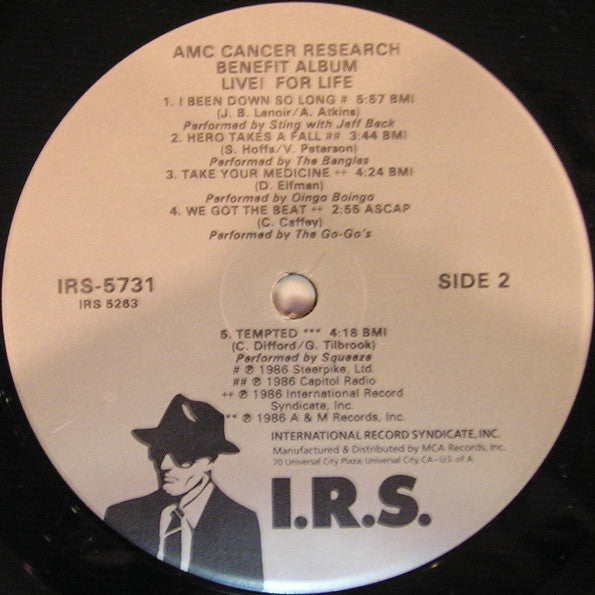 AMC CANCER RESEARCH
BENEFIT ALBUM
LIVE! FOR LIFE
1. I BEEN DOWN SO LONG # 5:57 BMI
(J. B. Lenoir/A. Atkins)
Performed by Sting with Jeff Beck
2. HERO TAKES A FALL ## 3:44 BMI
(S. Hoffs/V. Peterson)
Performed by The Bangles
3. TAKE YOUR MEDICINE ++ 4:24 BMI
(D. Elfman)
Performed by Oingo Boingo
4. WE GOT THE BEAT ++ 2:55 ASCAP
(C. Caffey)
Performed by The Go-Go's
IRS-5731
IRS 5263
SIDE 2
5. TEMPTED *** 4:18 BMI
(C. Difford/G. Tilbrook)
Performed by Squeeze
# ℗ 1986 Steerpike, Ltd.
## ℗ 1986 Capitol Radio
++ ℗ 1986 International Record
Syndicate, Inc.
*** ℗ 1986 A & M Records, Inc.
INTERNATIONAL RECORD SYNDICATE, INC.
Manufactured & Distributed by MCA Records, Inc.
70 Universal City Plaza, Universal City, CA-U.S. of A
I.R.S.